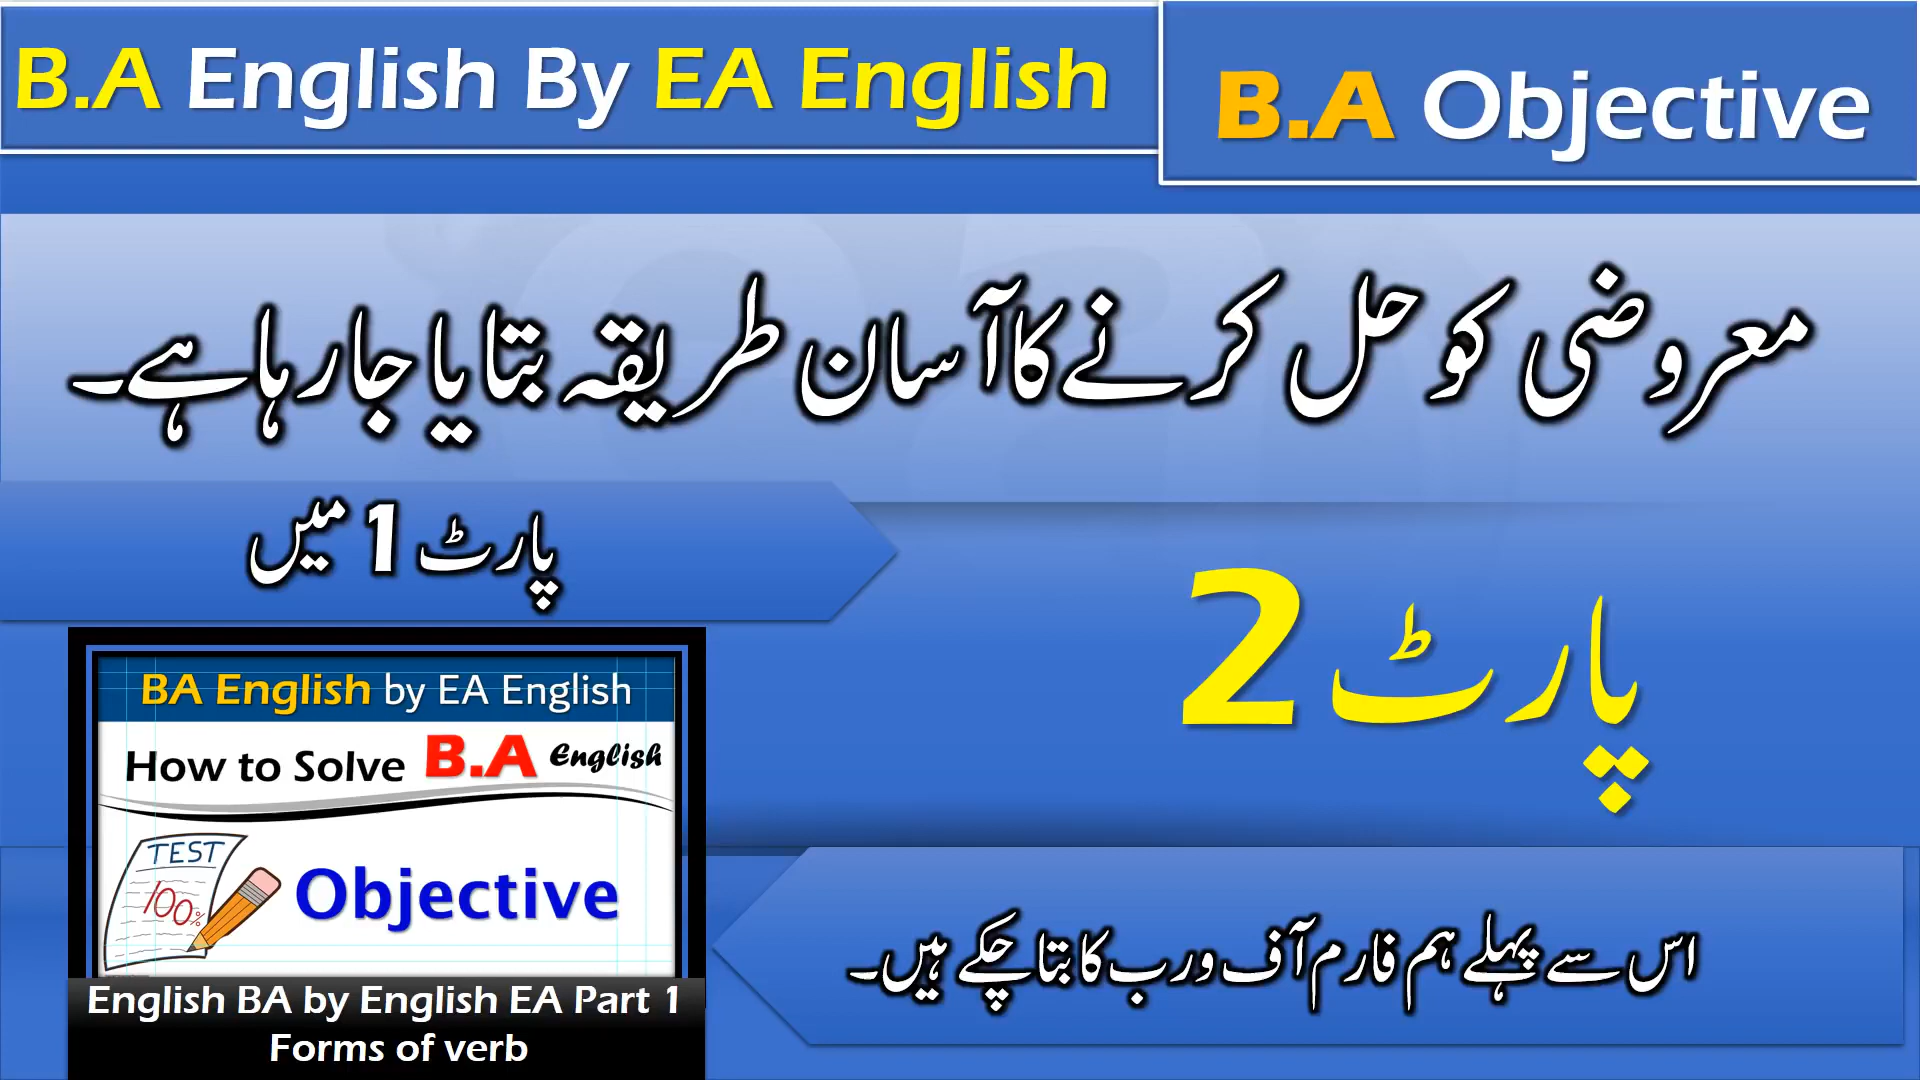 B.A English By EA English
B.A Objective
معروضی کو حل کرنے کا آسان طریقہ بتایا جا رہا ہے۔
پارٹ 1 میں
پارٹ 2
BA English by EA English
How to Solve B.A English
TEST
100%
Objective
English BA by English EA Part 1
Forms of verb
اس سے پہلے ہم فارم آف ورب کا بتا چکے ہیں۔